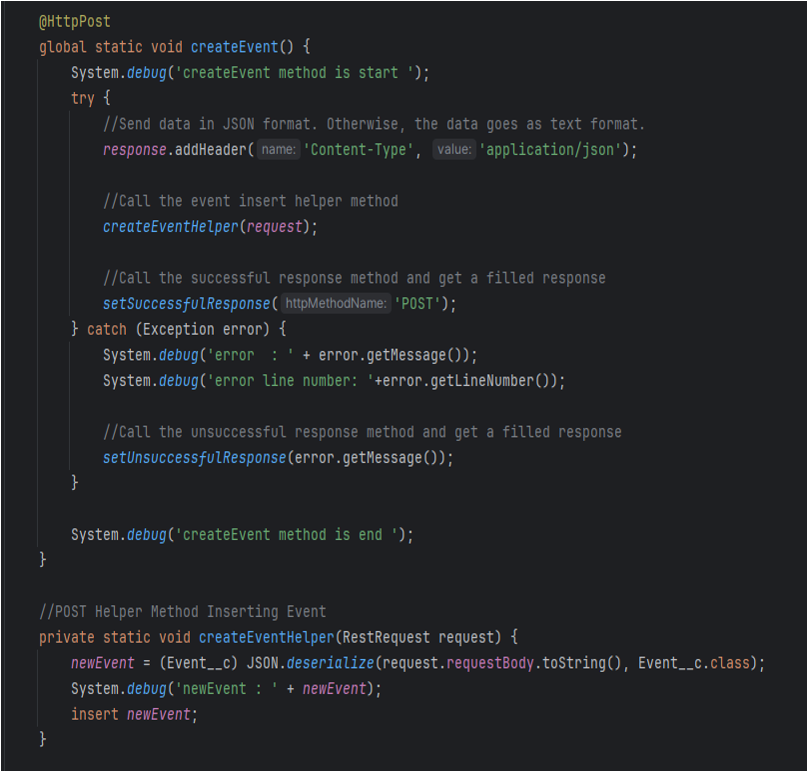 @HttpPost
global static void createEvent() {
System.debug('createEvent method is start ');
try {
//Send data in JSON format. Otherwise, the data goes as text format.
response.addHeader( name: 'Content-Type', value: 'application/json');
//Call the event insert helper method
createEventHelper(request);
//Call the successful response method and get a filled response
setSuccessfulResponse( httpMethodName: 'POST');
} catch (Exception error) {
System.debug('error  : ' + error.getMessage());
System.debug('error line number: '+error.getLineNumber());
//Call the unsuccessful response method and get a filled response
setUnsuccessfulResponse(error.getMessage());
}
System.debug('createEvent method is end ');
}
//POST Helper Method Inserting Event
private static void createEventHelper(RestRequest request) {
newEvent = (Event__c) JSON.deserialize(request.requestBody.toString(), Event__c.class);
System.debug('newEvent : ' + newEvent);
insert newEvent;
}